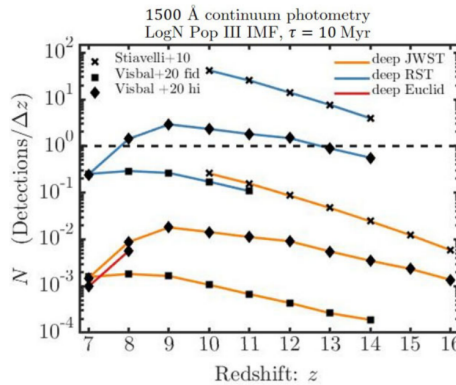 1500 Å continuum photometry
LogN Pop III IMF, τ = 10 Myr
Stiavelli+10
Visbal+20 fid
Visbal +20 hi
deep JWST
deep RST
deep Euclid
N (Detections/Δz)
10²
10¹
10⁰
10⁻¹
10⁻²
10⁻³
10⁻⁴
7 8 9 10 11 12 13 14 15 16
Redshift: z